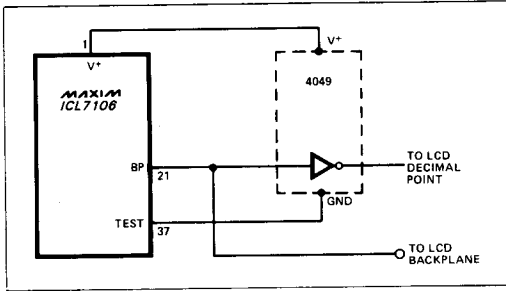 1
V+
V+
MAXIM
ICL7106
4049
BP
21
TO LCD
DECIMAL
POINT
TEST
37
GND
TO LCD
BACKPLANE